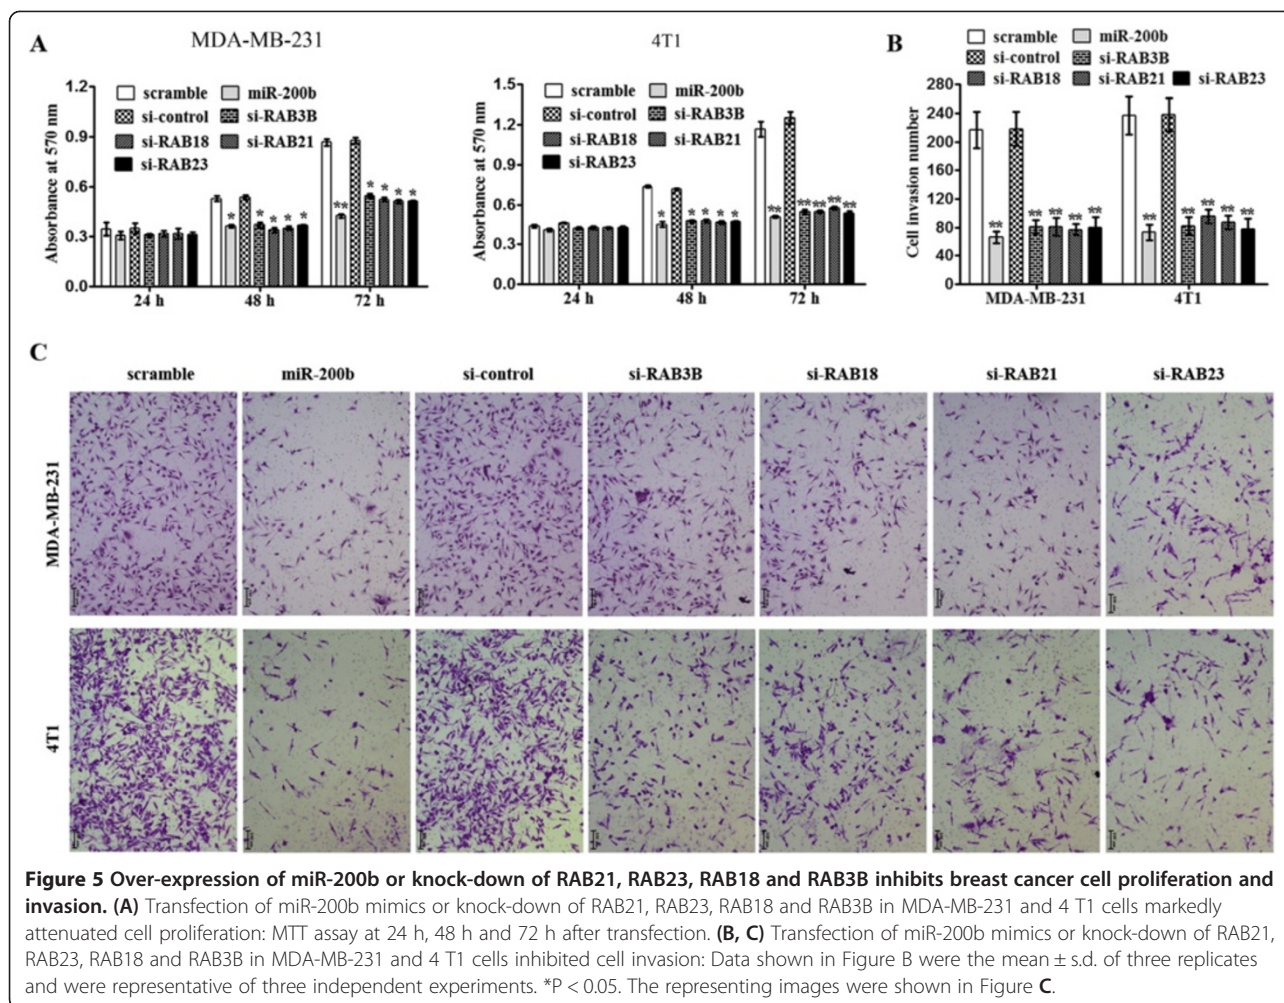 A
MDA-MB-231
4T1
B
scramble
miR-200b
si-control
si-RAB3B
si-RAB18
si-RAB21
si-RAB23
Absorbance at 570 nm
1.2
0.9
0.6
0.3
0.0
24 h
48 h
72 h
* * * * *
** * * * *
scramble
miR-200b
si-control
si-RAB3B
si-RAB18
si-RAB21
si-RAB23
Absorbance at 570 nm
1.5
1.2
0.9
0.6
0.3
0.0
24 h
48 h
72 h
* * * * *
** ** ** ** **
scramble
miR-200b
si-control
si-RAB3B
si-RAB18
si-RAB21
si-RAB23
Cell invasion number
280
240
200
160
120
80
40
0
** ** ** ** **
** ** ** ** **
MDA-MB-231
4T1
C
scramble miR-200b si-control si-RAB3B si-RAB18 si-RAB21 si-RAB23
MDA-MB-231
4T1
Figure 5 Over-expression of miR-200b or knock-down of RAB21, RAB23, RAB18 and RAB3B inhibits breast cancer cell proliferation and
invasion. (A) Transfection of miR-200b mimics or knock-down of RAB21, RAB23, RAB18 and RAB3B in MDA-MB-231 and 4 T1 cells markedly
attenuated cell proliferation: MTT assay at 24 h, 48 h and 72 h after transfection. (B, C) Transfection of miR-200b mimics or knock-down of RAB21,
RAB23, RAB18 and RAB3B in MDA-MB-231 and 4 T1 cells inhibited cell invasion: Data shown in Figure B were the mean ± s.d. of three replicates
and were representative of three independent experiments. *P < 0.05. The representing images were shown in Figure C.